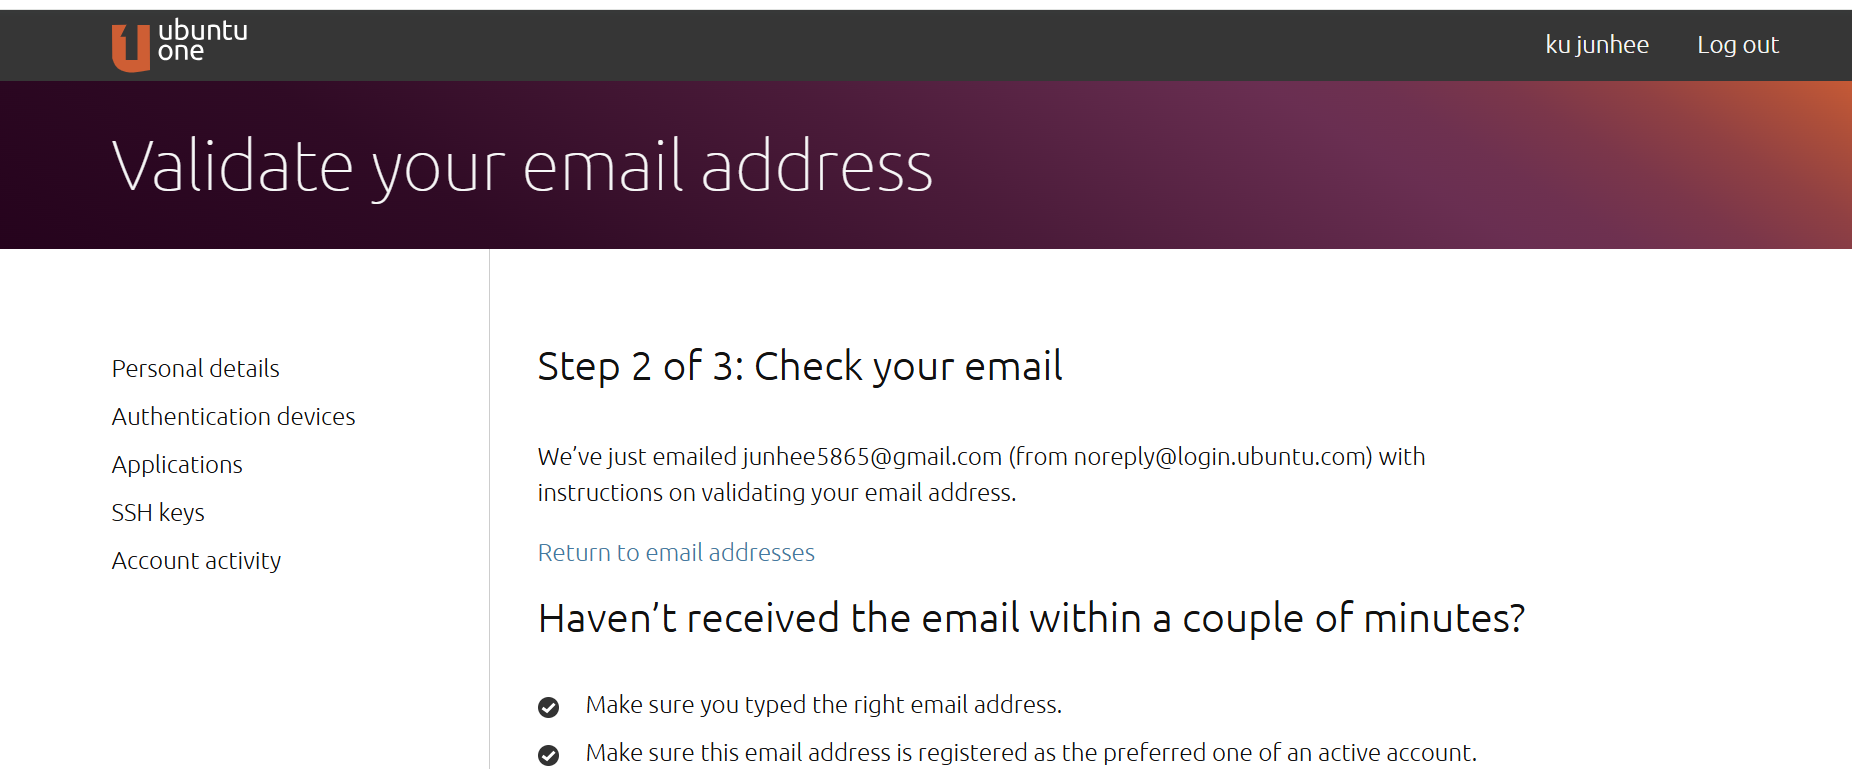 ubuntu
one
ku junhee
Log out
Validate your email address
Personal details
Authentication devices
Applications
SSH keys
Account activity
Step 2 of 3: Check your email
We’ve just emailed junhee5865@gmail.com (from noreply@login.ubuntu.com) with
instructions on validating your email address.
Return to email addresses
Haven’t received the email within a couple of minutes?
Make sure you typed the right email address.
Make sure this email address is registered as the preferred one of an active account.